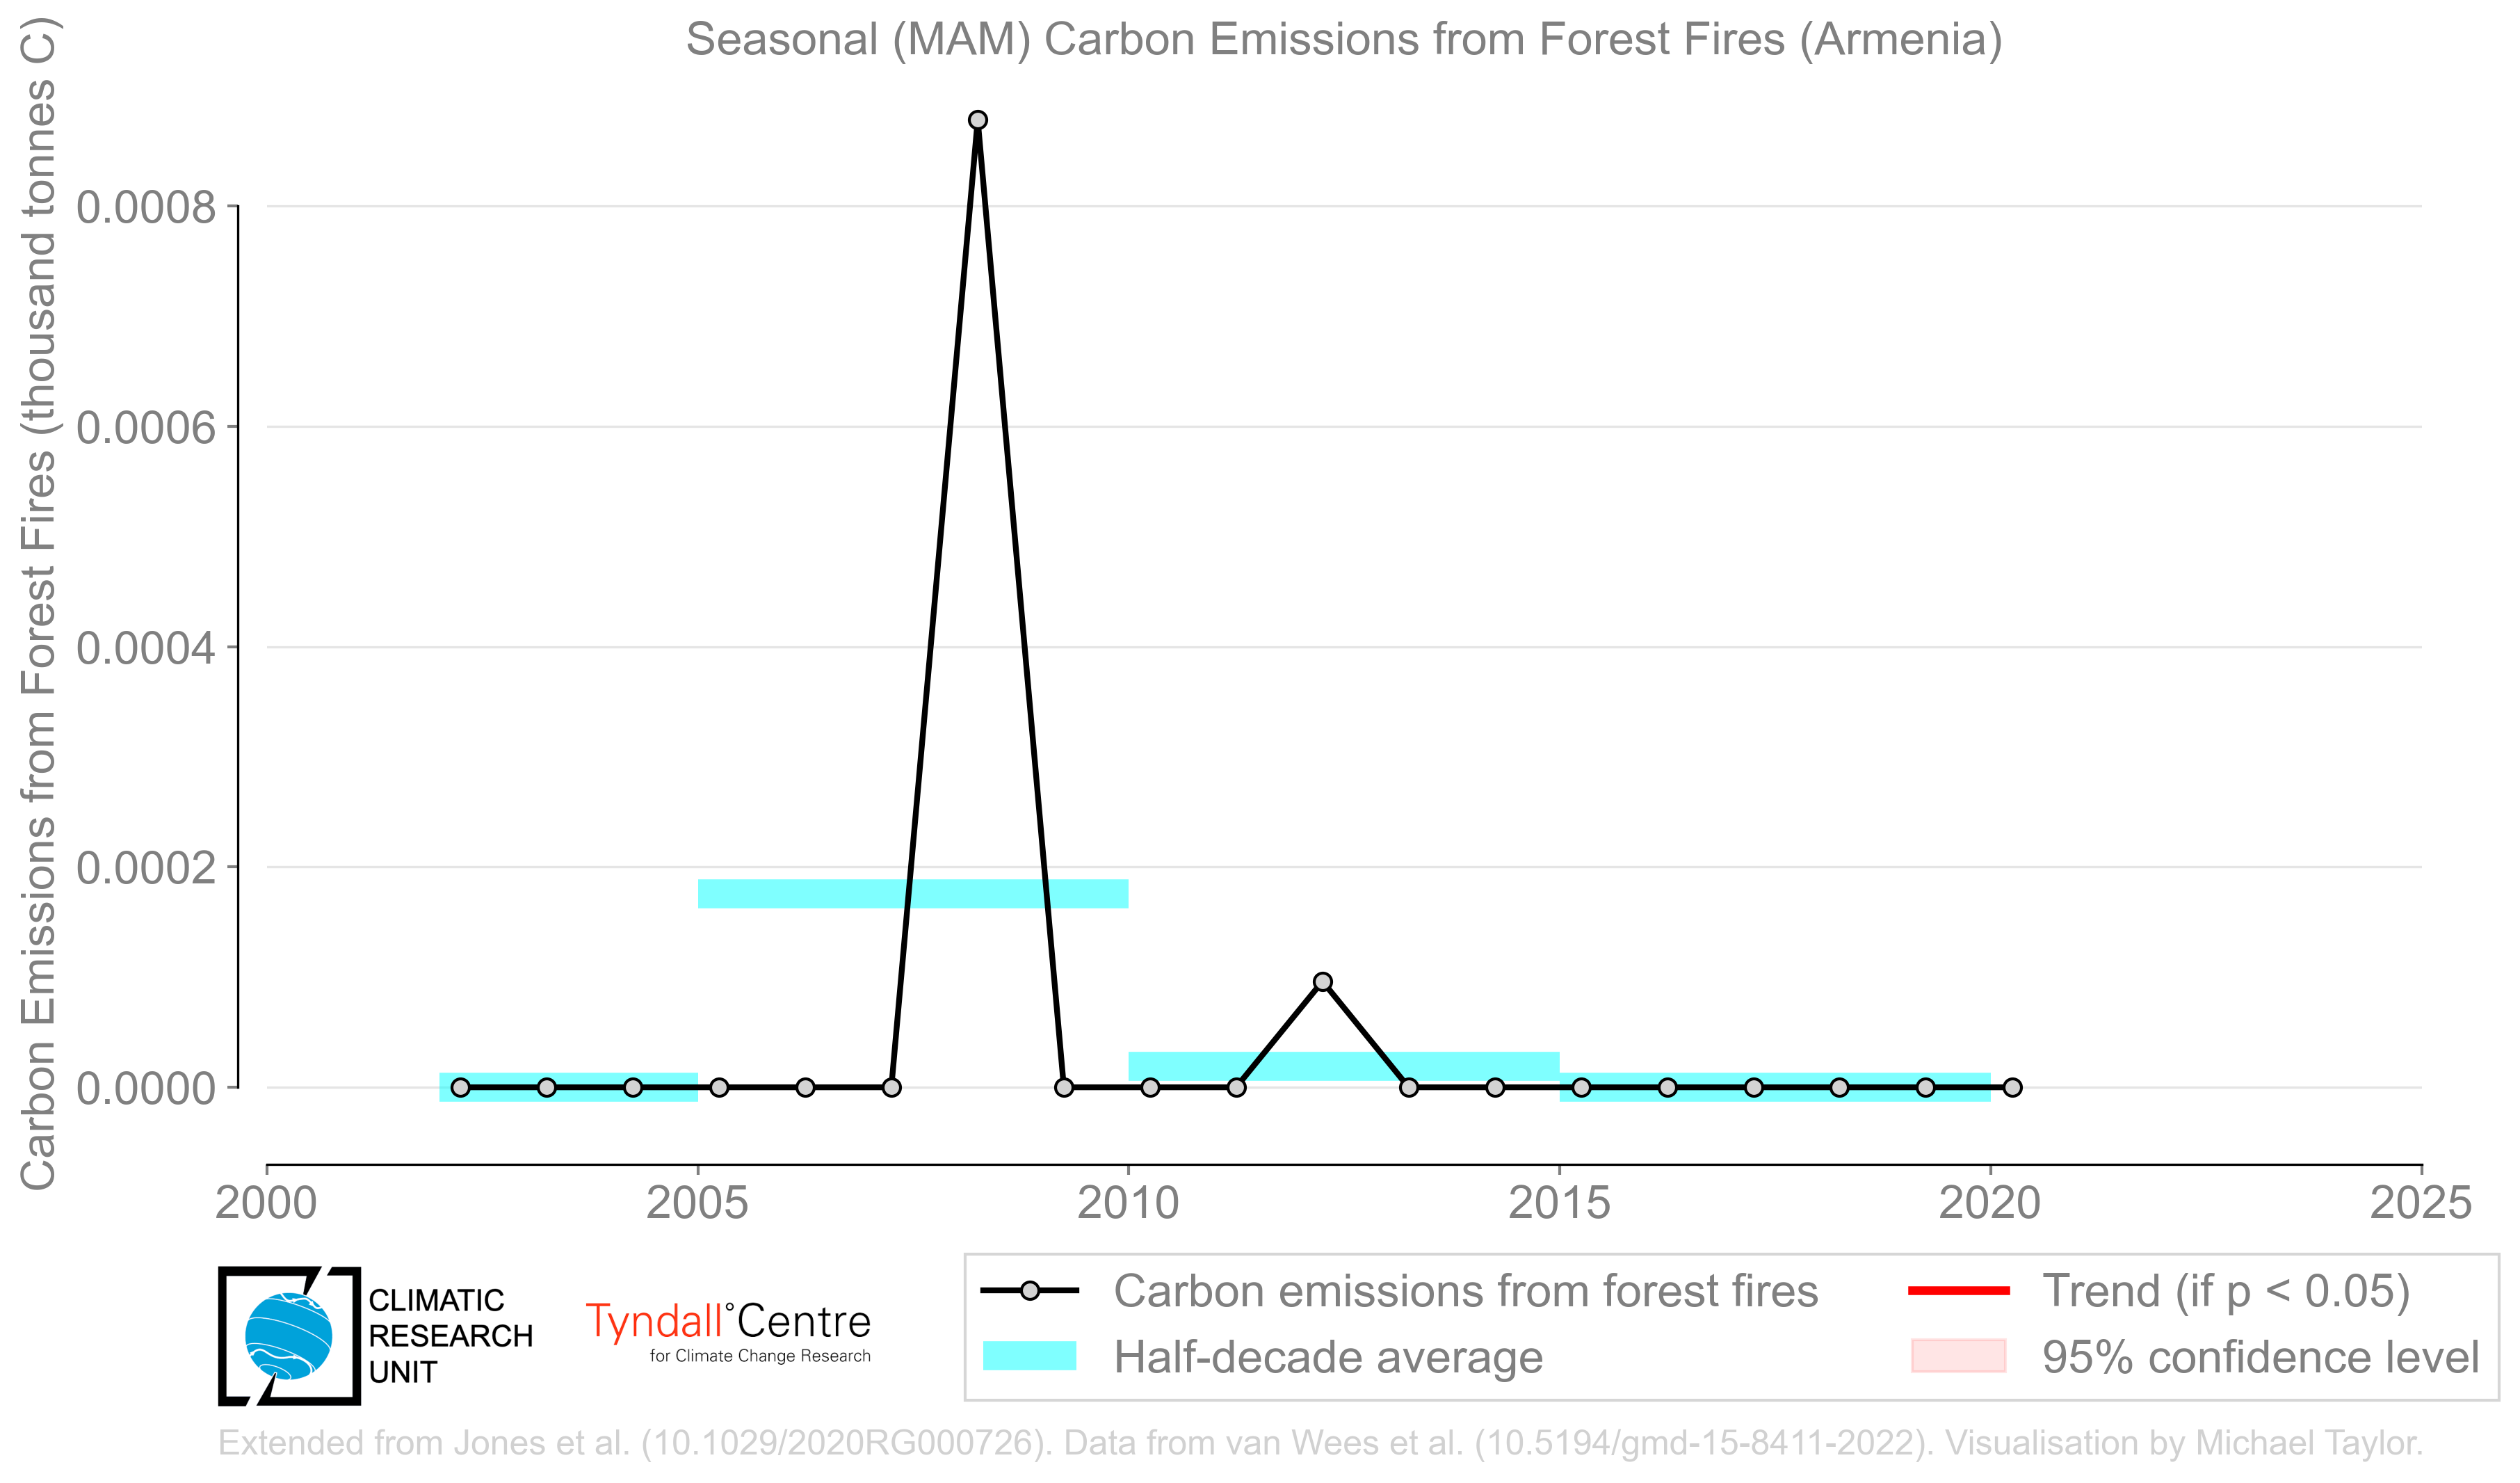 Seasonal (MAM) Carbon Emissions from Forest Fires (Armenia)
Carbon Emissions from Forest Fires (thousand tonnes C)
0.0008
0.0006
0.0004
0.0002
0.0000
2000 2005 2010 2015 2020 2025
CLIMATIC
RESEARCH
UNIT
Tyndall°Centre
for Climate Change Research
Carbon emissions from forest fires
Half-decade average
Trend (if p < 0.05)
95% confidence level
Extended from Jones et al. (10.1029/2020RG000726). Data from van Wees et al. (10.5194/gmd-15-8411-2022). Visualisation by Michael Taylor.